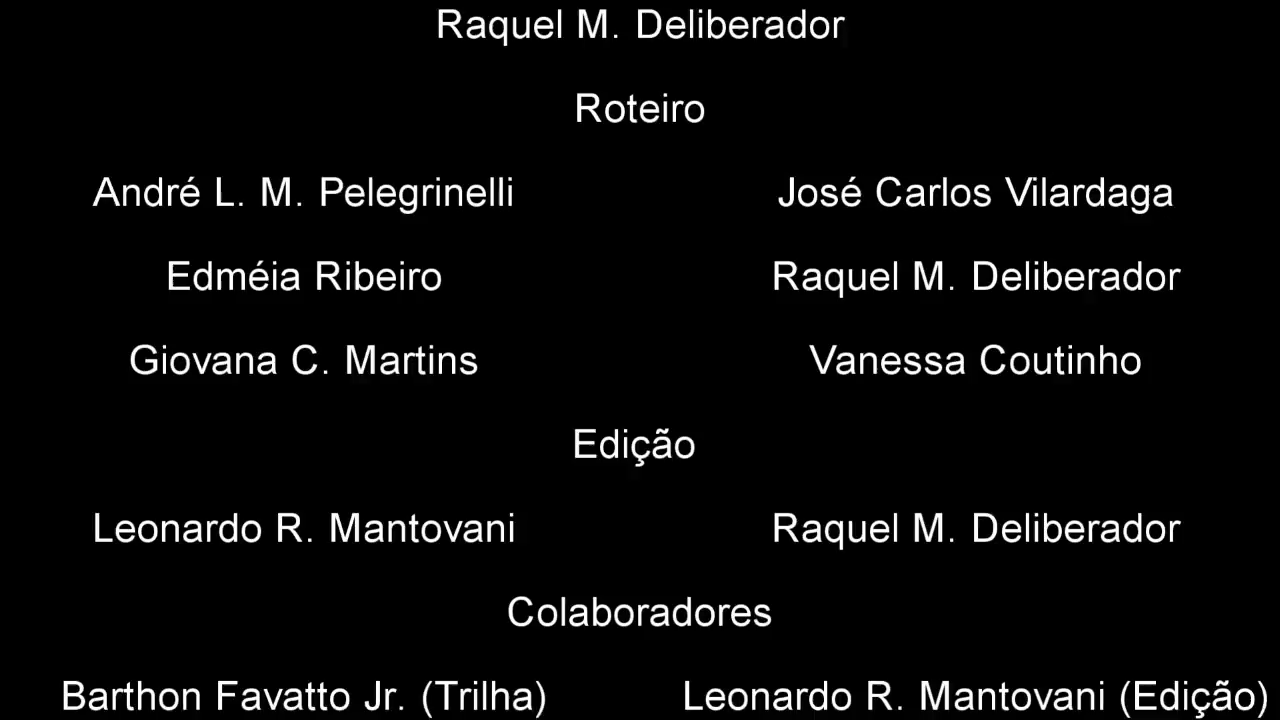 Raquel M. Deliberador
Roteiro
André L. M. Pelegrinelli José Carlos Vilardaga
Edméia Ribeiro Raquel M. Deliberador
Giovana C. Martins Vanessa Coutinho
Edição
Leonardo R. Mantovani Raquel M. Deliberador
Colaboradores
Barthon Favatto Jr. (Trilha) Leonardo R. Mantovani (Edição)